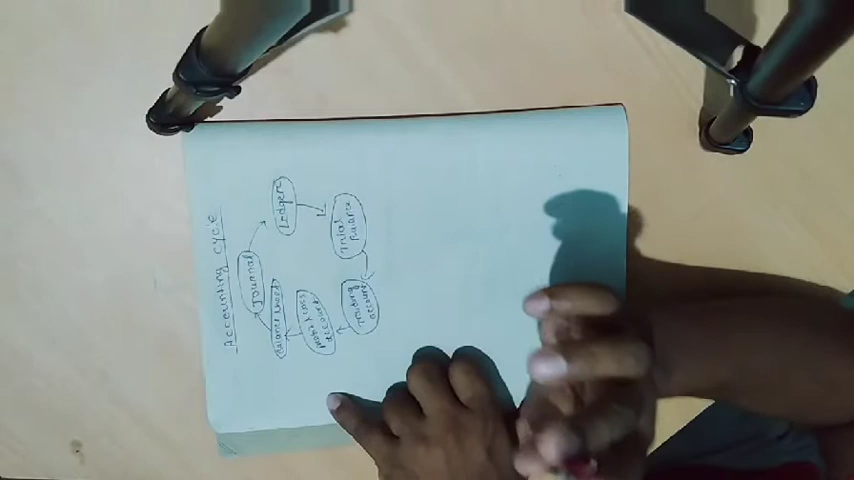 Accounting cycle
Journal
Ledger
Trial
Balance
Trading
account
profit & loss
account
Balance sheet